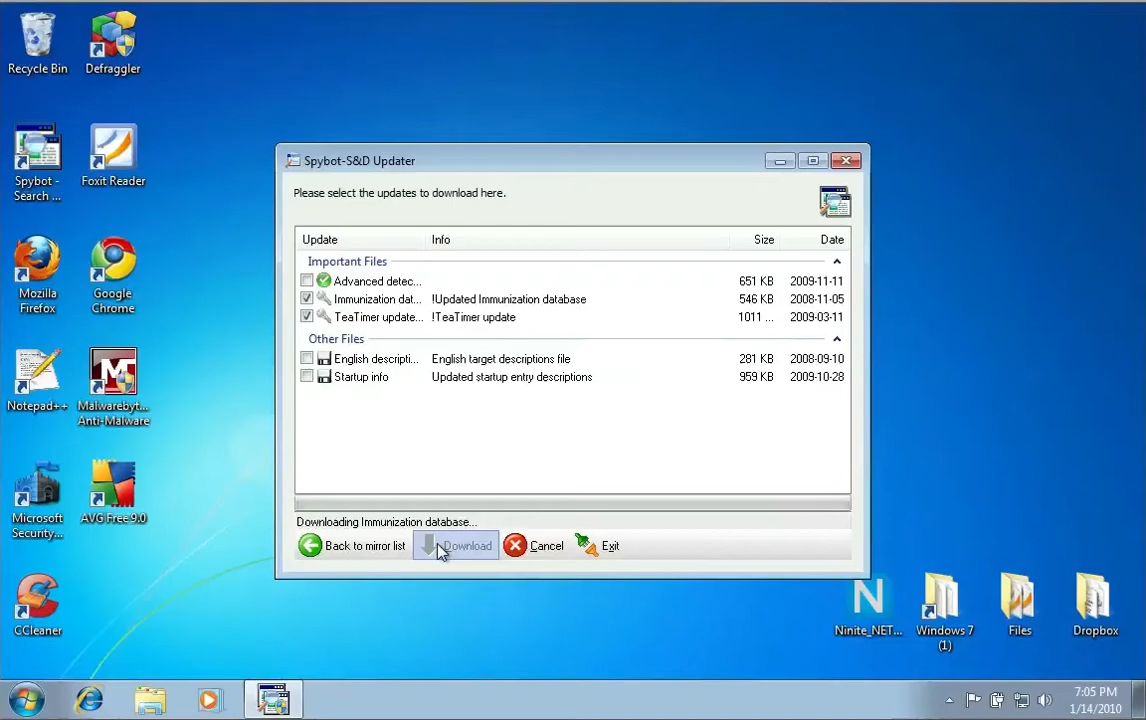 Recycle Bin
Defraggler
Spybot -
Search ...
Foxit Reader
Mozilla
Firefox
Google
Chrome
Notepad++
Malwarebyt...
Anti-Malware
Microsoft
Security...
AVG Free 9.0
CCleaner
Spybot-S&D Updater
Please select the updates to download here.
Update Info Size Date
Important Files
Advanced detec... 651 KB 2009-11-11
Immunization dat... !Updated Immunization database 546 KB 2008-11-05
TeaTimer update... !TeaTimer update 1011 ... 2009-03-11
Other Files
English descripti... English target descriptions file 281 KB 2008-09-10
Startup info Updated startup entry descriptions 959 KB 2009-10-28
Downloading Immunization database...
Back to mirror list Download Cancel Exit
N
Ninite_NET...
Windows 7
(1)
Files
Dropbox
7:05 PM
1/14/2010